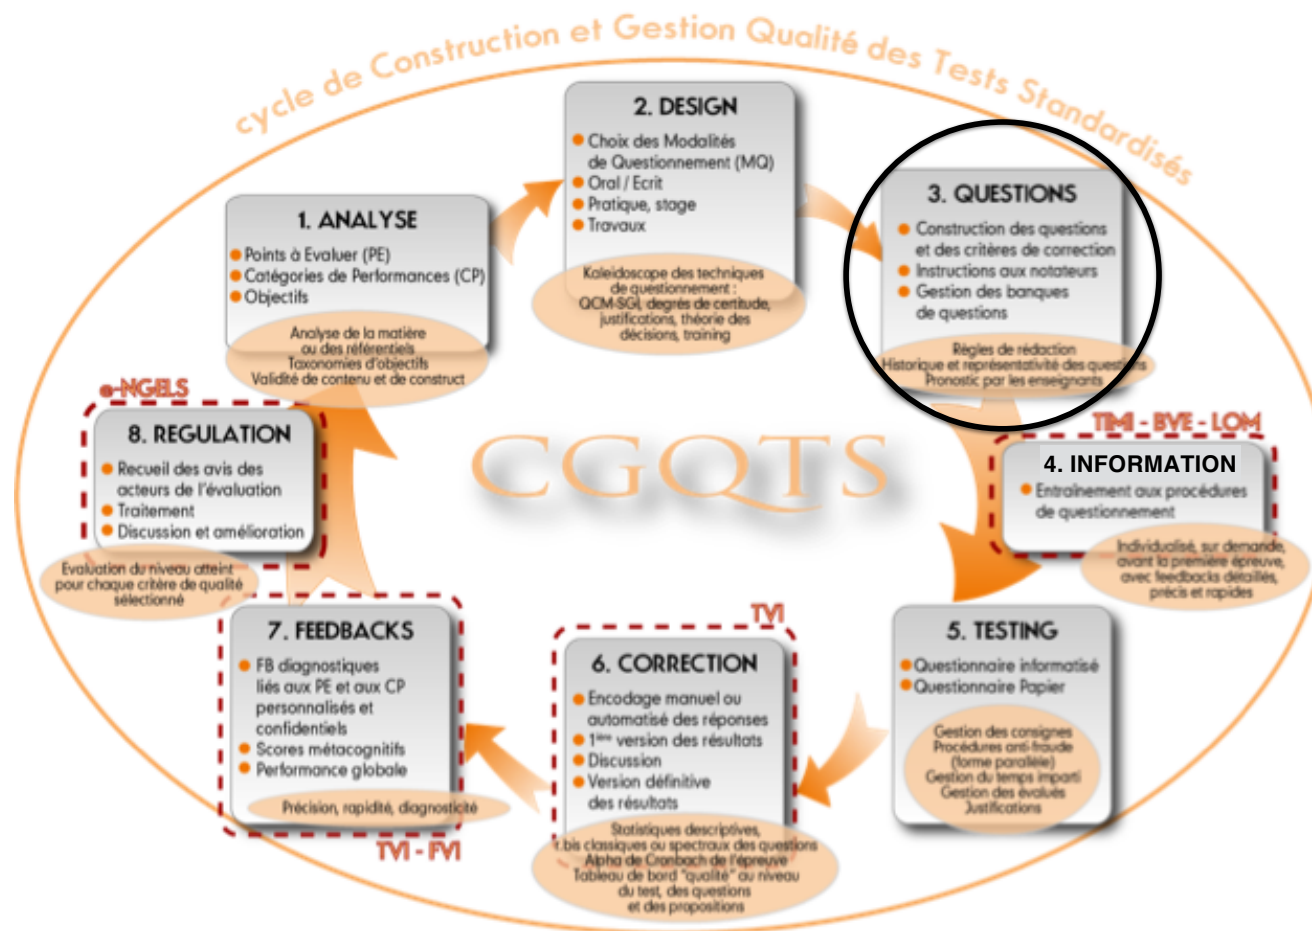 cycle de Construction et Gestion Qualité des Tests Standardisés
1. ANALYSE
Points à Evaluer (PE)
Catégories de Performances (CP)
Objectifs
Analyse de la matière
ou des référentiels
Taxonomies d'objectifs
Validité de contenu et de construct
2. DESIGN
Choix des Modalités
de Questionnement (MQ)
Oral / Ecrit
Pratique, stage
Travaux
Kaleidoscope des techniques
de questionnement :
QCM-SGI, degrés de certitude,
justifications, théorie des
décisions, training
3. QUESTIONS
Construction des questions
et des critères de correction
Instructions aux notateurs
Gestion des banques
de questions
Règles de rédaction
Historique et représentativité des questions
Pronostic par les enseignants
CGQTS
TIMI - BVE - LOM
4. INFORMATION
Entraînement aux procédures
de questionnement
Individualisé, sur demande,
avant la première épreuve,
avec feedbacks détaillés,
précis et rapides
5. TESTING
Questionnaire informatisé
Questionnaire Papier
Gestion des consignes
Procédures anti-fraude
(forme parallèle)
Gestion du temps imparti
Gestion des évalués
Justifications
TVI
6. CORRECTION
Encodage manuel ou
automatisé des réponses
1ière version des résultats
Discussion
Version définitive
des résultats
Statistiques descriptives,
r.bis classiques ou spectraux des questions
Alpha de Cronbach de l'épreuve
Tableau de bord "qualité" au niveau
du test, des questions
et des propositions
7. FEEDBACKS
FB diagnostiques
liés aux PE et aux CP
personnalisés et
confidentiels
Scores métacognitifs
Performance globale
Précision, rapidité, diagnosticité
TVI - FVI
e-NGELS
8. REGULATION
Recueil des avis des
acteurs de l'évaluation
Traitement
Discussion et amélioration
Evaluation du niveau atteint
pour chaque critère de qualité
sélectionné